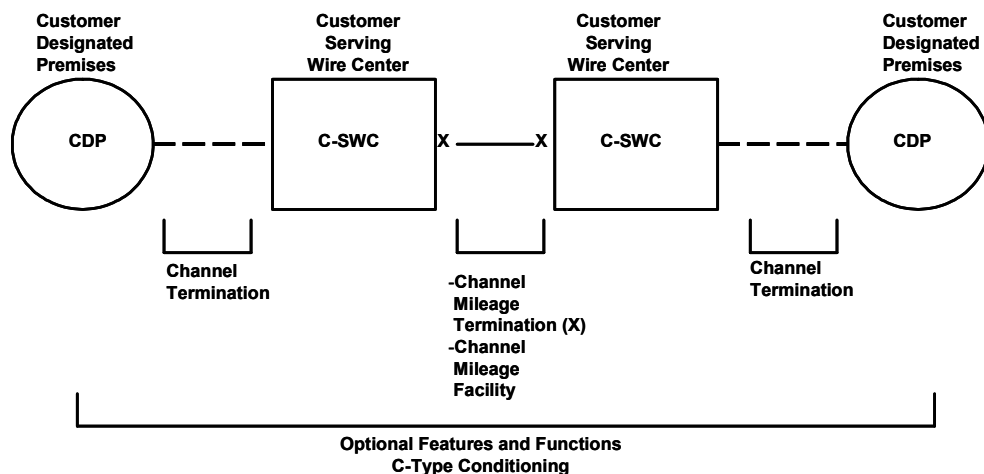 Customer
Designated
Premises
Customer
Serving
Wire Center
Customer
Serving
Wire Center
Customer
Designated
Premises
CDP
C-SWC
X
X
C-SWC
CDP
Channel
Termination
-Channel
Mileage
Termination (X)
-Channel
Mileage
Facility
Channel
Termination
Optional Features and Functions
C-Type Conditioning